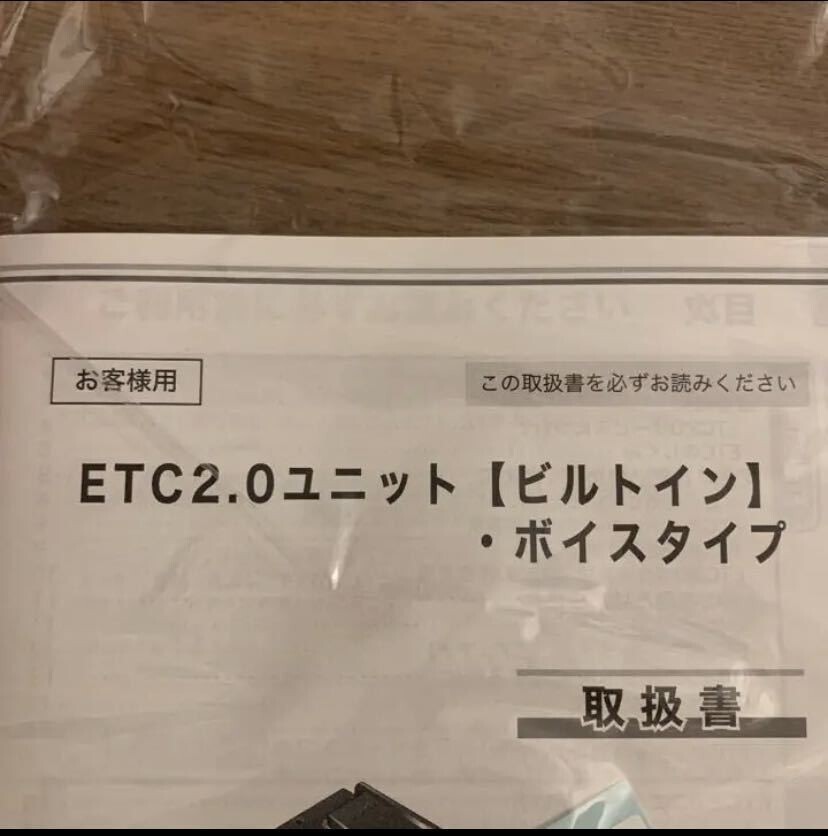 お客様用
この取扱書を必ずお読みください
ETC2.0ユニット【ビルトイン】
・ボイスタイプ
取扱書